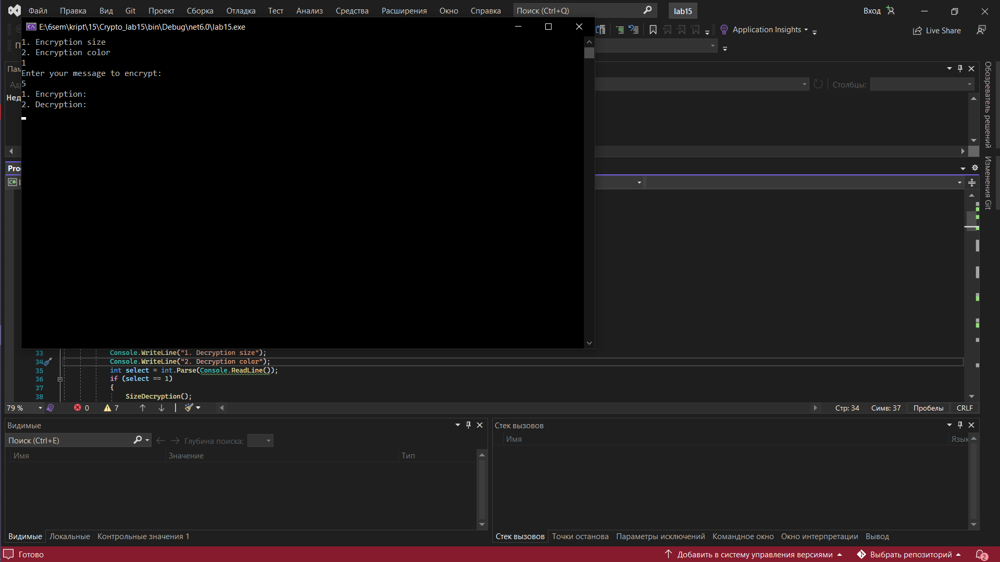 Файл Правка Вид Git Проект Сборка Отладка Тест Анализ Средства Расширения Окно Справка Поиск (Ctrl+Q) lab15 Вход
E:\6sem\kript\15\Crypto_lab15\bin\Debug\net6.0\lab15.exe
Application Insights Live Share
1. Encryption size
2. Encryption color
1
Enter your message to encrypt:
5
1. Encryption:
2. Decryption:
Столбцы:
Обозреватель решений
Изменения Git
33 Console.WriteLine("1. Decryption size");
34 Console.WriteLine("2. Decryption color");
35 int select = int.Parse(Console.ReadLine());
36 if (select == 1)
37 {
38 SizeDecryption();
79 % 0 7 Стр: 34 Симв: 37 Пробелы CRLF
Видимые
Поиск (Ctrl+E) Глубина поиска:
Имя Значение Тип
Видимые Локальные Контрольные значения 1
Стек вызовов
Имя Язык
Стек вызовов Точки останова Параметры исключений Командное окно Окно интерпретации Вывод
Готово Добавить в систему управления версиями Выбрать репозиторий 2